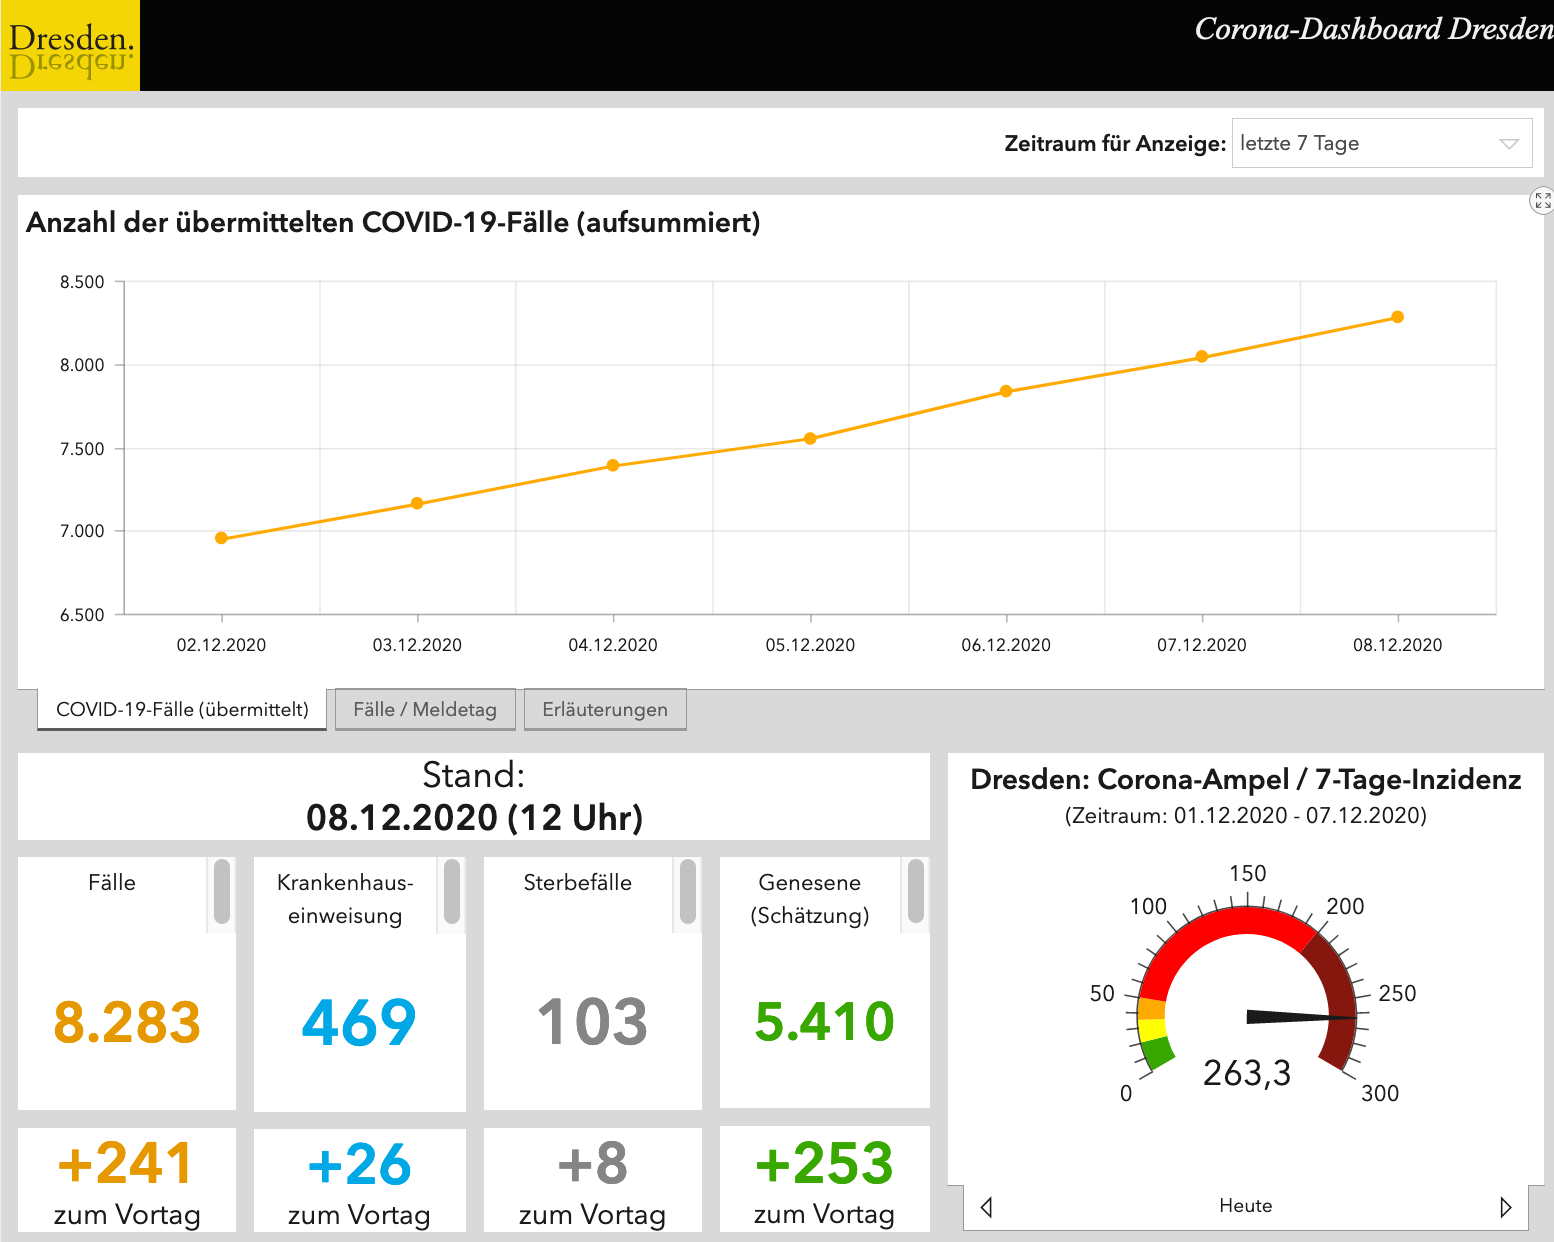 Dresden.
Dresden.
Corona-Dashboard Dresden
Zeitraum für Anzeige: letzte 7 Tage
Anzahl der übermittelten COVID-19-Fälle (aufsummiert)
8.500
8.000
7.500
7.000
6.500
02.12.2020 03.12.2020 04.12.2020 05.12.2020 06.12.2020 07.12.2020 08.12.2020
COVID-19-Fälle (übermittelt) Fälle / Meldetag Erläuterungen
Stand:
08.12.2020 (12 Uhr)
Fälle
8.283
+241
zum Vortag
Krankenhaus-
einweisung
469
+26
zum Vortag
Sterbefälle
103
+8
zum Vortag
Genesene
(Schätzung)
5.410
+253
zum Vortag
Dresden: Corona-Ampel / 7-Tage-Inzidenz
(Zeitraum: 01.12.2020 - 07.12.2020)
0
50
100
150
200
250
300
263,3
Heute